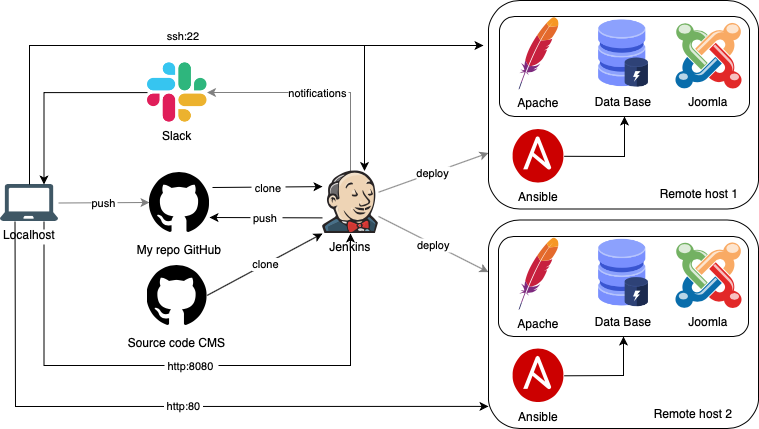 ssh:22
notifications
Slack
Apache
Data Base
Joomla
Ansible
Remote host 1
deploy
clone
push
push
Localhost
My repo GitHub
Jenkins
deploy
clone
Source code CMS
http:8080
http:80
Apache
Data Base
Joomla
Ansible
Remote host 2